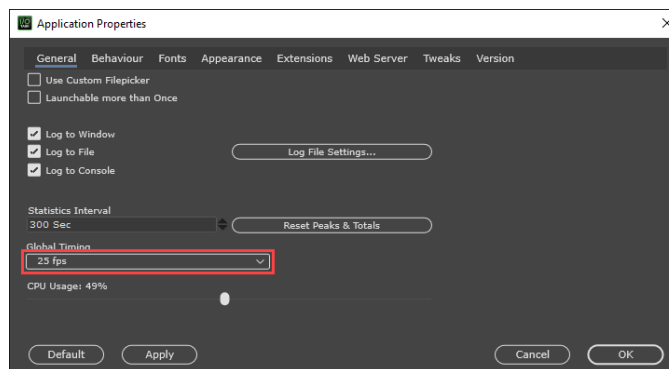 Application Properties
General Behaviour Fonts Appearance Extensions Web Server Tweaks Version
Use Custom Filepicker
Launchable more than Once
Log to Window
Log to File
Log File Settings...
Log to Console
Statistics Interval
300 Sec
Reset Peaks & Totals
Global Timing
25 fps
CPU Usage: 49%
Default Apply Cancel OK